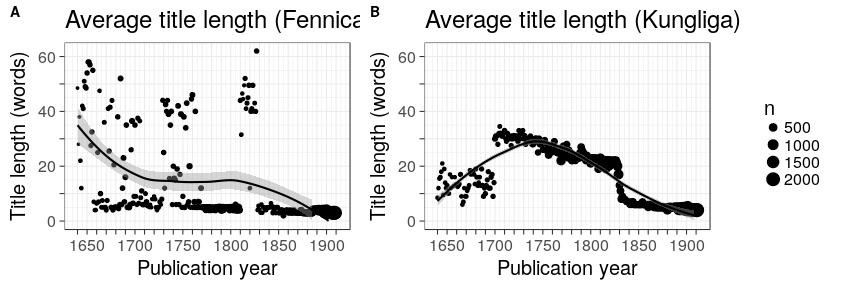 A
Average title length (Fennica
Title length (words)
60
40
20
0
1650 1700 1750 1800 1850 1900
Publication year
B
Average title length (Kungliga)
Title length (words)
60
40
20
0
1650 1700 1750 1800 1850 1900
Publication year
n
500
1000
1500
2000